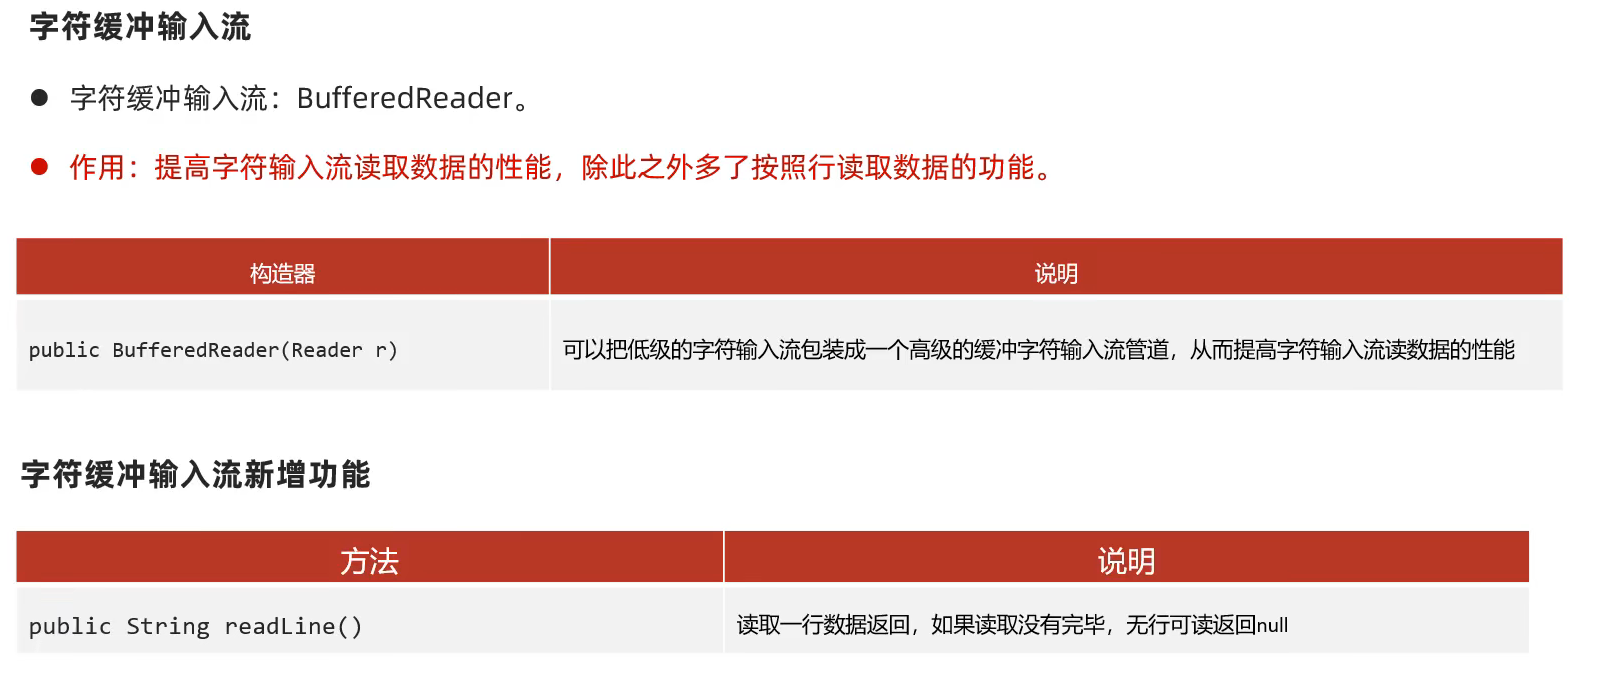 字符缓冲输入流
字符缓冲输入流：BufferedReader。
作用：提高字符输入流读取数据的性能，除此之外多了按照行读取数据的功能。
构造器 说明
public BufferedReader(Reader r) 可以把低级的字符输入流包装成一个高级的缓冲字符输入流管道，从而提高字符输入流读数据的性能
字符缓冲输入流新增功能
方法 说明
public String readLine() 读取一行数据返回，如果读取没有完毕，无行可读返回null